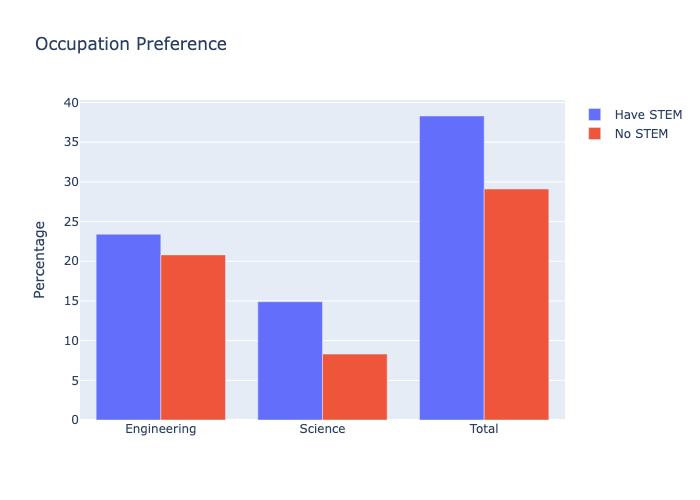 Occupation Preference
Have STEM
No STEM
Percentage
40
35
30
25
20
15
10
5
0
Engineering
Science
Total